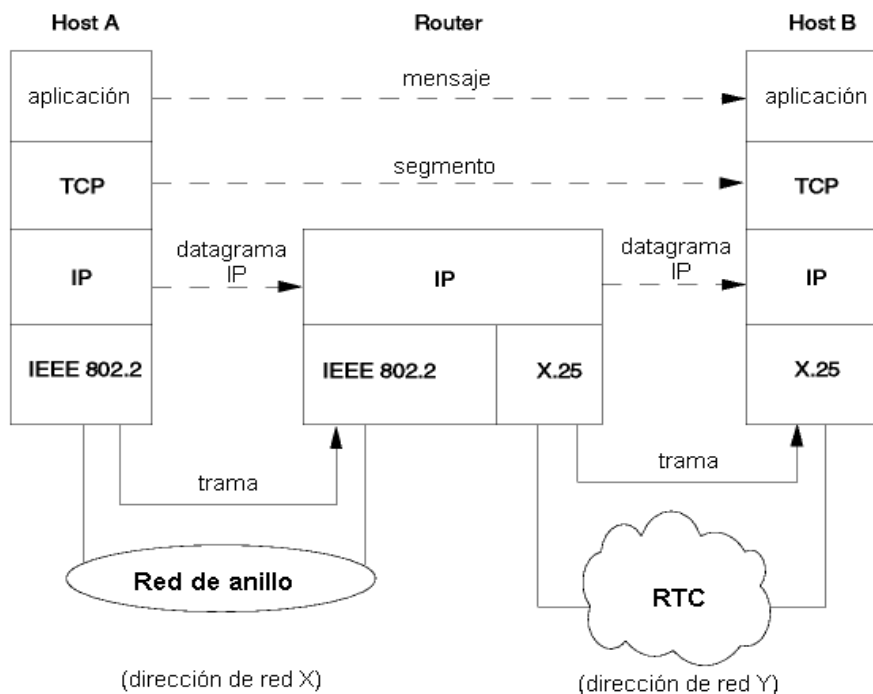 Host A
Router
Host B
aplicación
mensaje
aplicación
TCP
segmento
TCP
IP
datagrama
IP
IP
datagrama
IP
IP
IEEE 802.2
IEEE 802.2
X.25
X.25
trama
trama
Red de anillo
RTC
(dirección de red X)
(dirección de red Y)